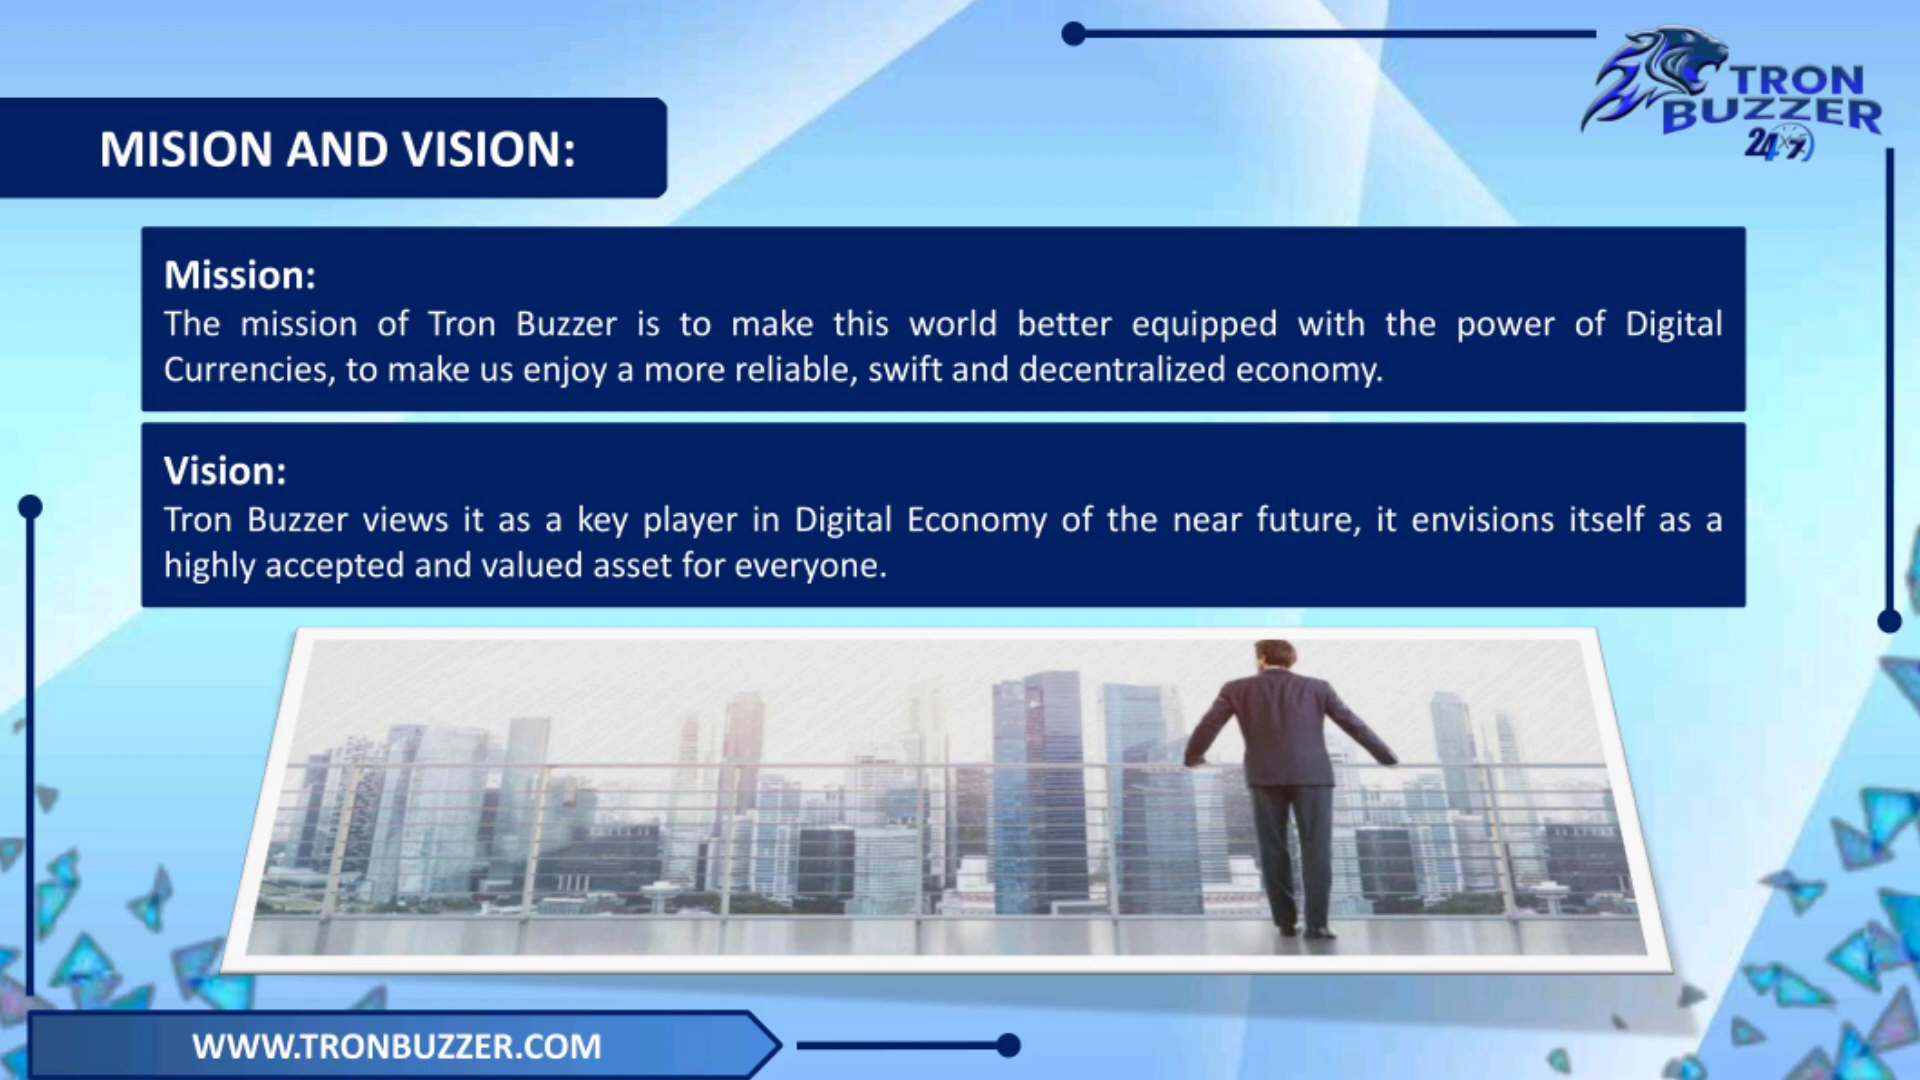 TRON
BUZZER
24x7
MISION AND VISION:
Mission:
The mission of Tron Buzzer is to make this world better equipped with the power of Digital
Currencies, to make us enjoy a more reliable, swift and decentralized economy.
Vision:
Tron Buzzer views it as a key player in Digital Economy of the near future, it envisions itself as a
highly accepted and valued asset for everyone.
WWW.TRONBUZZER.COM